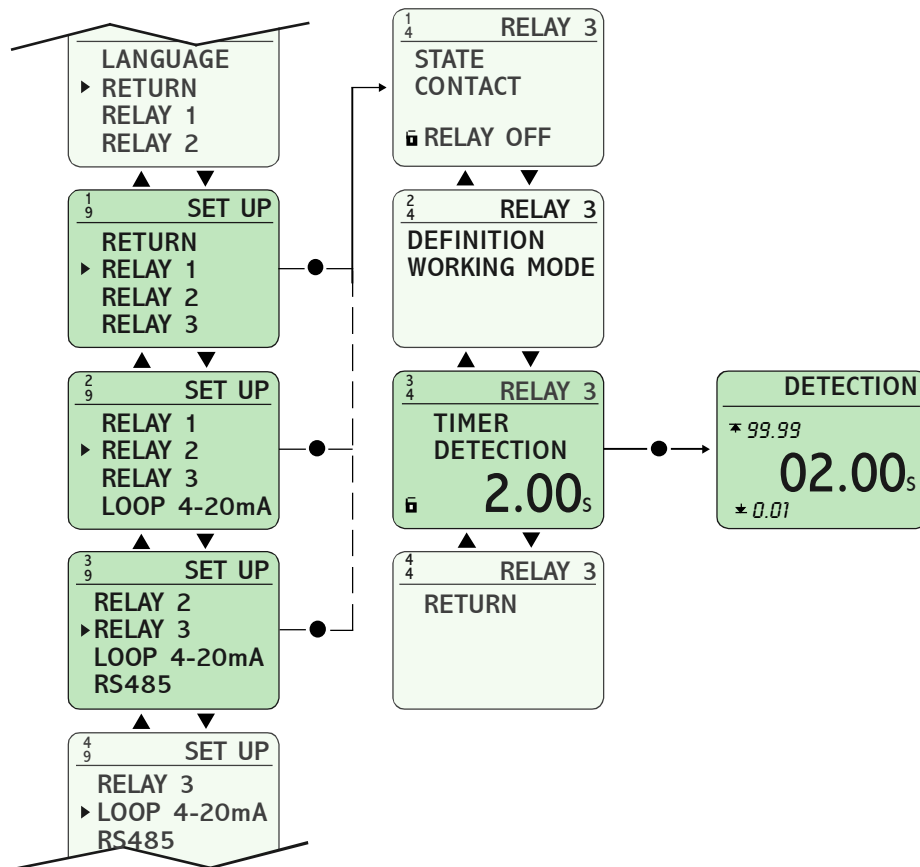 LANGUAGE
RETURN
RELAY 1
RELAY 2
1
9
SET UP
RETURN
RELAY 1
RELAY 2
RELAY 3
2
9
SET UP
RELAY 1
RELAY 2
RELAY 3
LOOP 4-20mA
3
9
SET UP
RELAY 2
RELAY 3
LOOP 4-20mA
RS485
4
9
SET UP
RELAY 3
LOOP 4-20mA
RS485
1
4
RELAY 3
STATE
CONTACT
RELAY OFF
2
4
RELAY 3
DEFINITION
WORKING MODE
3
4
RELAY 3
TIMER
DETECTION
2.00s
4
4
RELAY 3
RETURN
DETECTION
99.99
02.00s
0.01